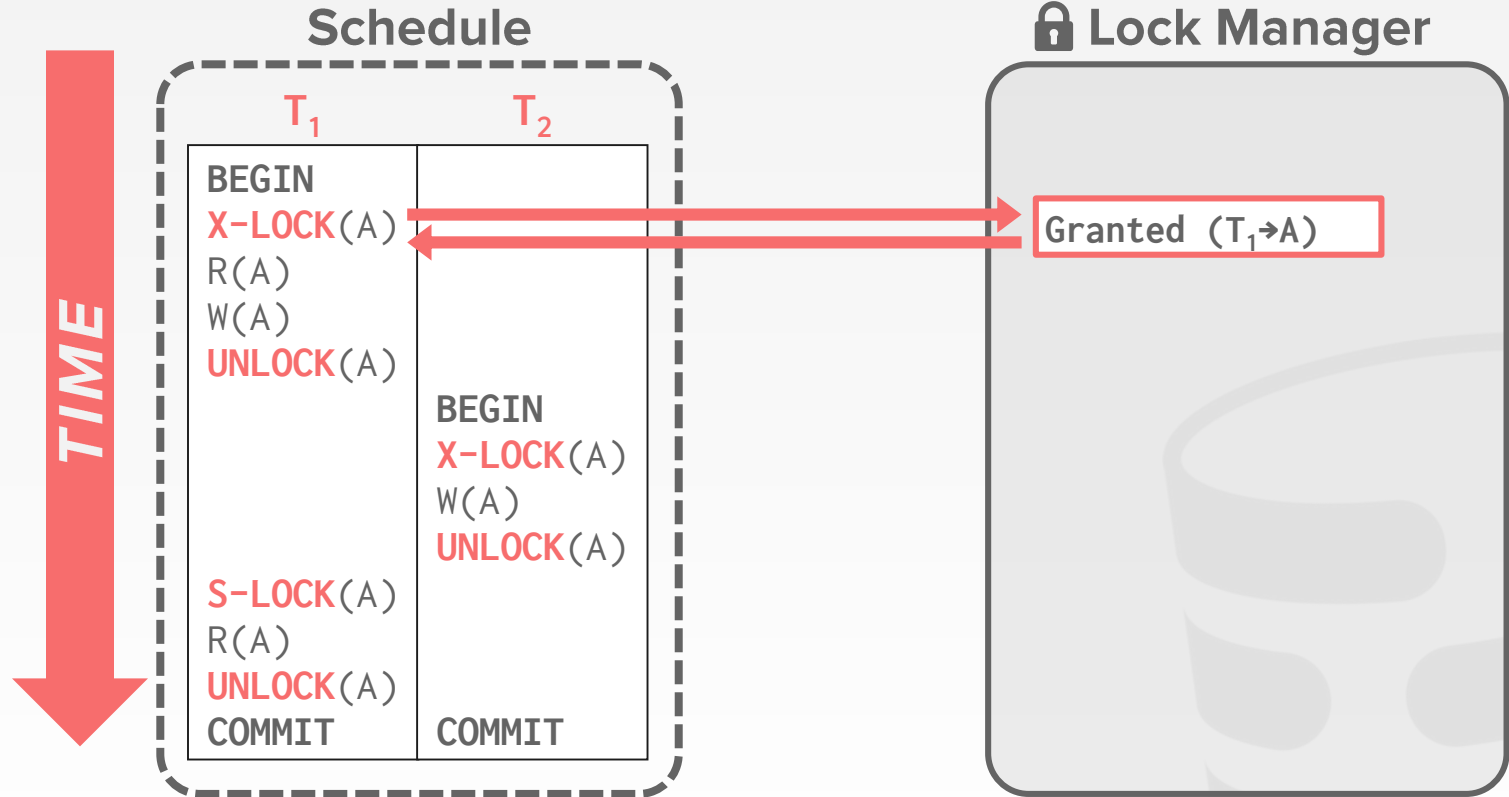 Schedule
Lock Manager
TIME
T1 T2
BEGIN
X-LOCK(A)
Granted (T1→A)
R(A)
W(A)
UNLOCK(A)
BEGIN
X-LOCK(A)
W(A)
UNLOCK(A)
S-LOCK(A)
R(A)
UNLOCK(A)
COMMIT COMMIT